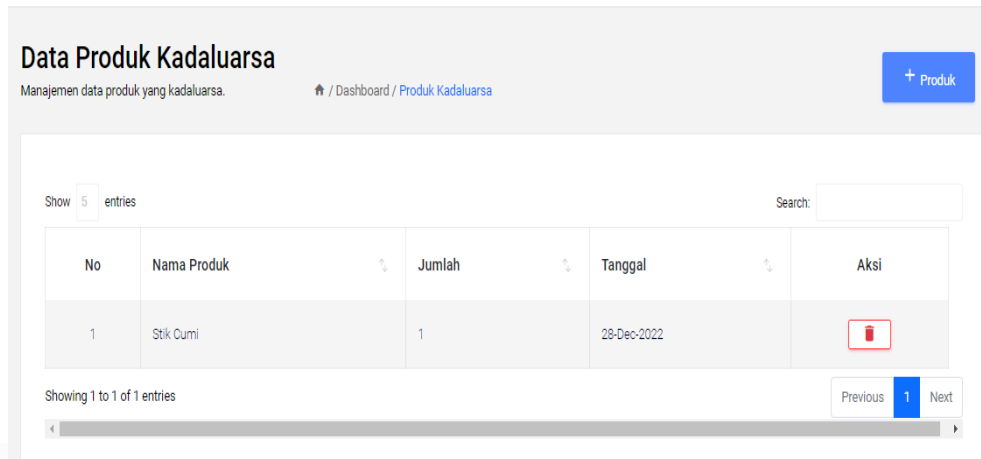 Data Produk Kadaluarsa
Manajemen data produk yang kadaluarsa.
/ Dashboard / Produk Kadaluarsa
+ Produk
Show 5 entries
Search:
No Nama Produk Jumlah Tanggal Aksi
1 Stik Cumi 1 28-Dec-2022
Showing 1 to 1 of 1 entries
Previous 1 Next